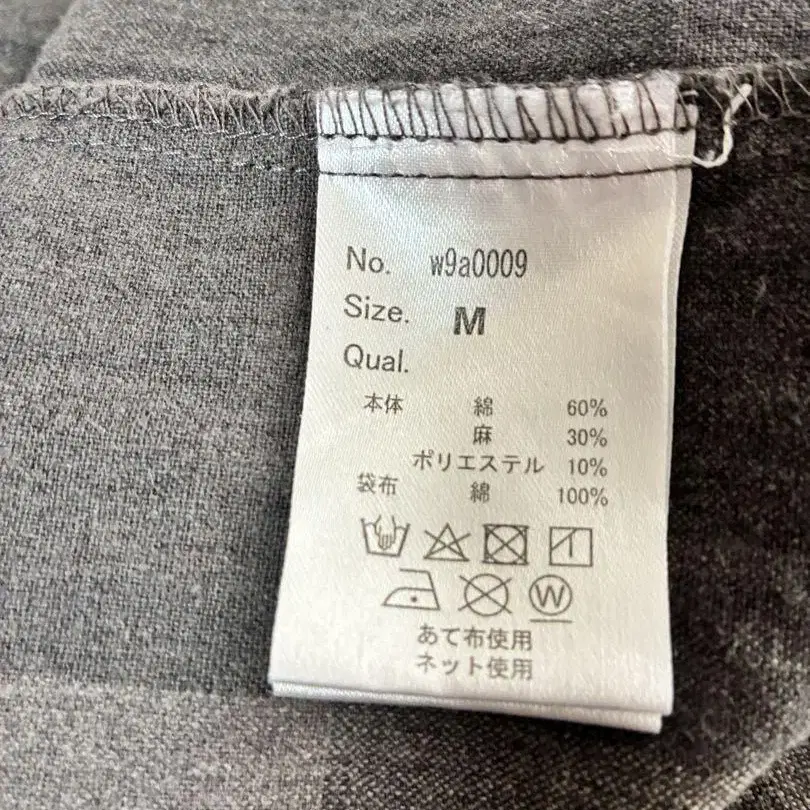 No. w9a0009
Size. M
Qual.
本体 綿 60%
麻 30%
ポリエステル 10%
袋布 綿 100%
W
あて布使用
ネット使用